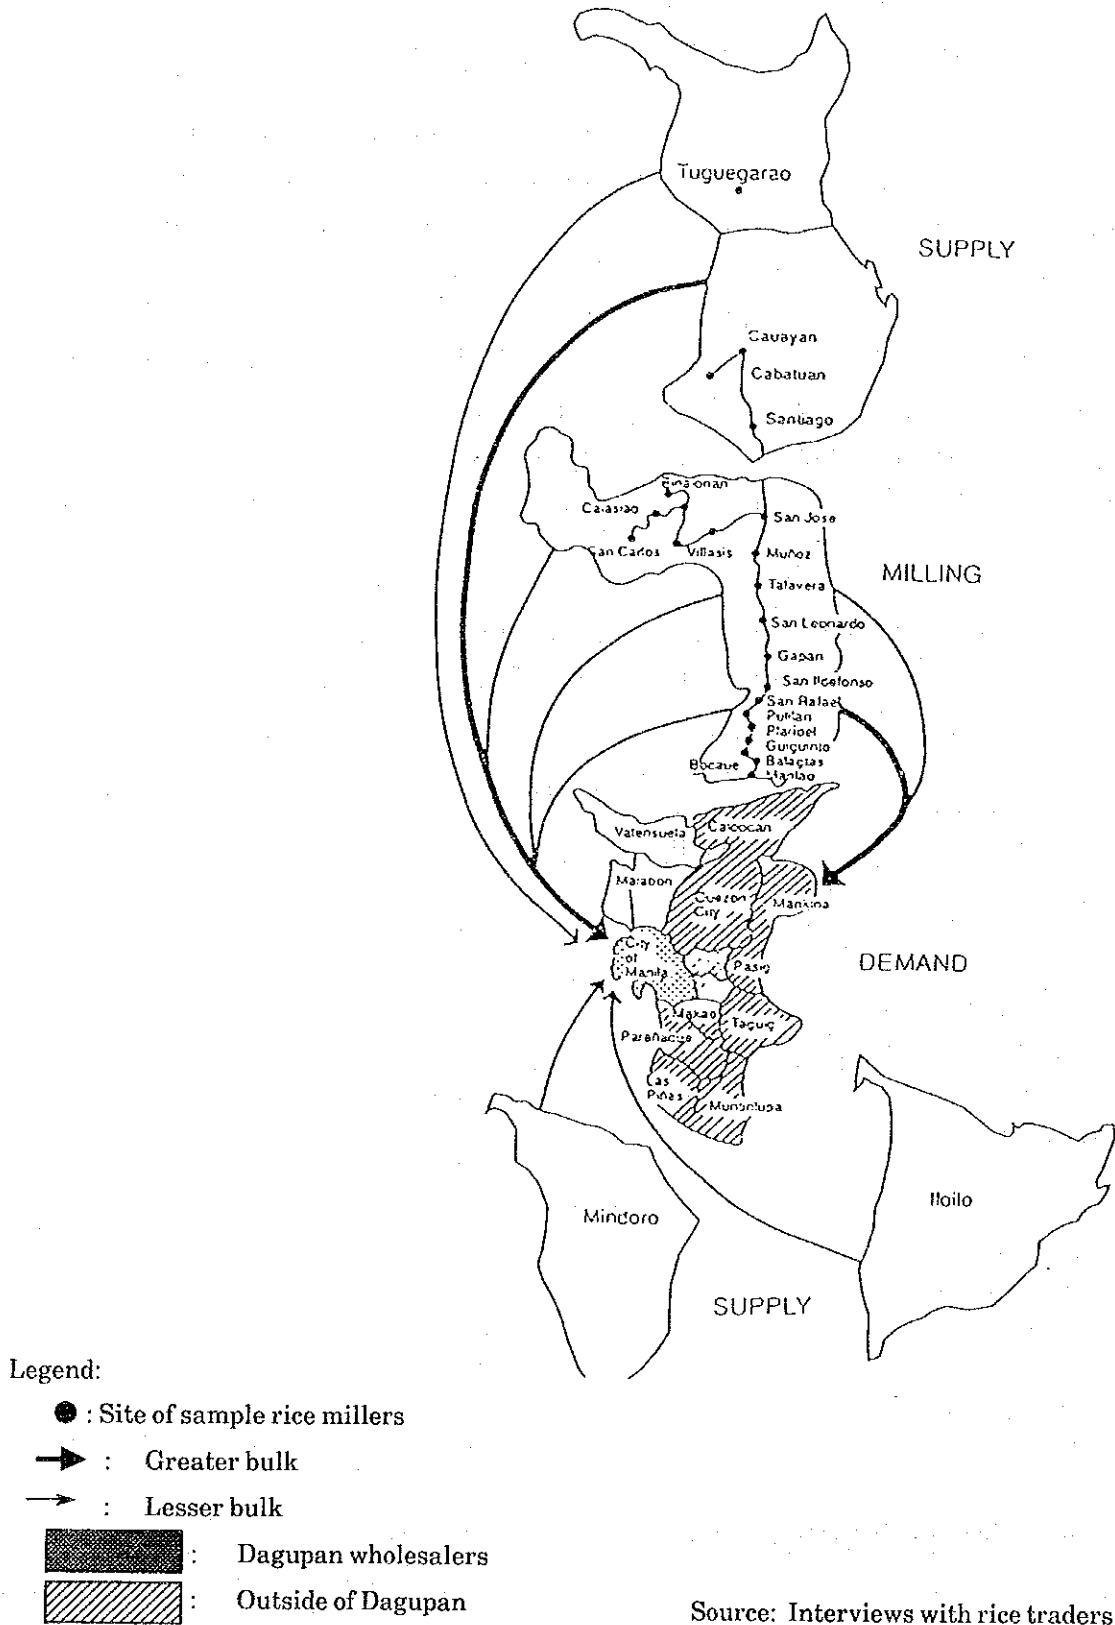 Tuguegarao
SUPPLY
Cauayan
Cabatuan
Santiago
Calasiao
San Jose
San Carlos
Villasis
Muñoz
MILLING
Talavera
San Leonardo
Gapan
San Ildefonso
San Rafael
Pulilan
Plaridel
Guiguinto
Bocaue
Balagtas
Valensuela
Caloocan
Malabon
Quezon
City
Marikina
City
of
Manila
Pasig
DEMAND
Makati
Taguig
Parañaque
Las
Piñas
Muntinlupa
Iloilo
Mindoro
SUPPLY
Legend:
: Site of sample rice millers
: Greater bulk
: Lesser bulk
: Dagupan wholesalers
: Outside of Dagupan
Source: Interviews with rice traders